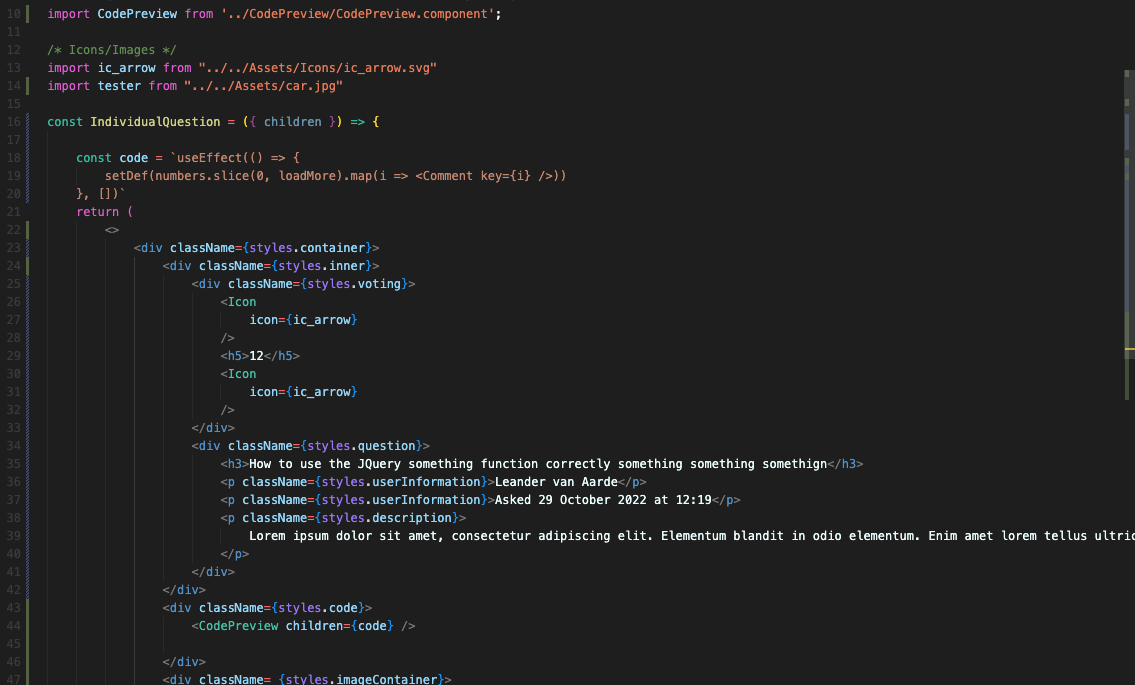 10 import CodePreview from '../CodePreview/CodePreview.component';
11
12 /* Icons/Images */
13 import ic_arrow from "../../Assets/Icons/ic_arrow.svg"
14 import tester from "../../Assets/car.jpg"
15
16 const IndividualQuestion = ({ children }) => {
17
18 const code = `useEffect(() => {
19 setDef(numbers.slice(0, loadMore).map(i => <Comment key={i} />))
20 }, [])`
21 return (
22 <>
23 <div className={styles.container}>
24 <div className={styles.inner}>
25 <div className={styles.voting}>
26 <Icon
27 icon={ic_arrow}
28 />
29 <h5>12</h5>
30 <Icon
31 icon={ic_arrow}
32 />
33 </div>
34 <div className={styles.question}>
35 <h3>How to use the JQuery something function correctly something something somethign</h3>
36 <p className={styles.userInformation}>Leander van Aarde</p>
37 <p className={styles.userInformation}>Asked 29 October 2022 at 12:19</p>
38 <p className={styles.description}>
39 Lorem ipsum dolor sit amet, consectetur adipiscing elit. Elementum blandit in odio elementum. Enim amet lorem tellus ultric
40 </p>
41 </div>
42 </div>
43 <div className={styles.code}>
44 <CodePreview children={code} />
45
46 </div>
47 <div className= {styles.imageContainer}>